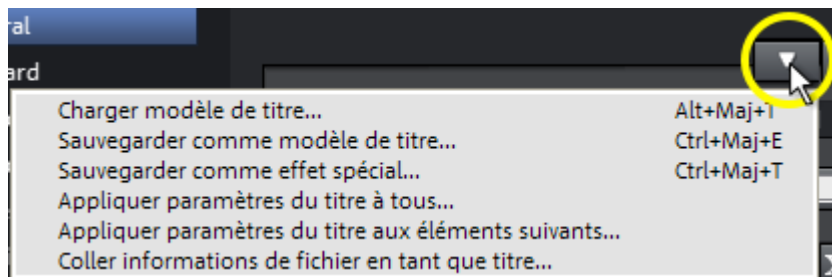 ral
ard
Charger modèle de titre... Alt+Maj+T
Sauvegarder comme modèle de titre... Ctrl+Maj+E
Sauvegarder comme effet spécial... Ctrl+Maj+T
Appliquer paramètres du titre à tous...
Appliquer paramètres du titre aux éléments suivants...
Coller informations de fichier en tant que titre...